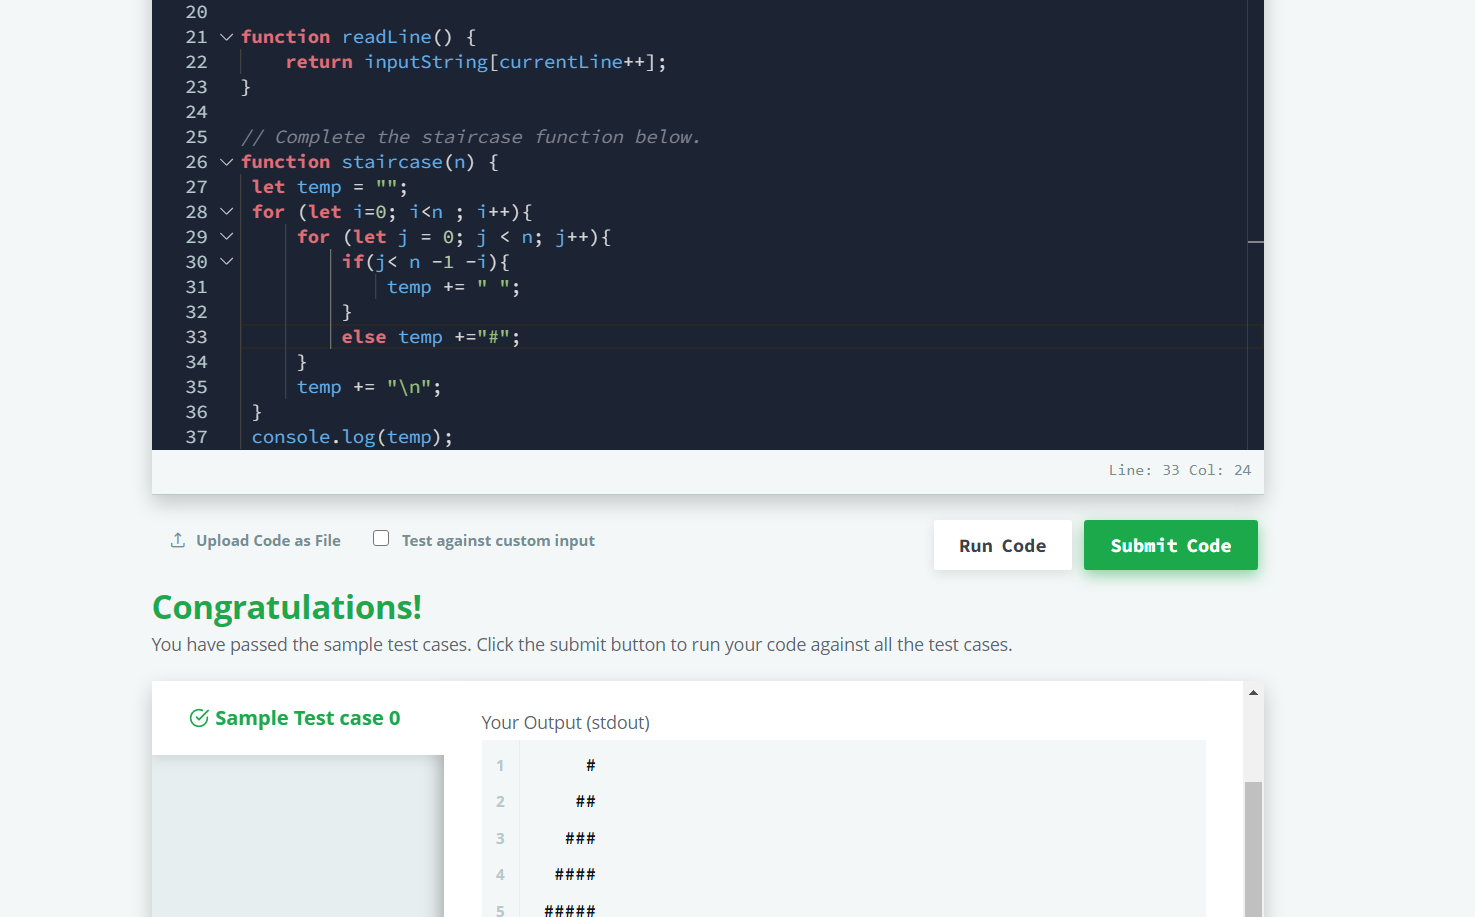 20
21 function readLine() {
22 return inputString[currentLine++];
23 }
24
25 // Complete the staircase function below.
26 function staircase(n) {
27 let temp = "";
28 for (let i=0; i<n ; i++){
29 for (let j = 0; j < n; j++){
30 if(j< n -1 -i){
31 temp += " ";
32 }
33 else temp +="#";
34 }
35 temp += "\n";
36 }
37 console.log(temp);
Line: 33 Col: 24
Upload Code as File Test against custom input Run Code Submit Code
Congratulations!
You have passed the sample test cases. Click the submit button to run your code against all the test cases.
Sample Test case 0
Your Output (stdout)
1 #
2 ##
3 ###
4 ####
5 #####